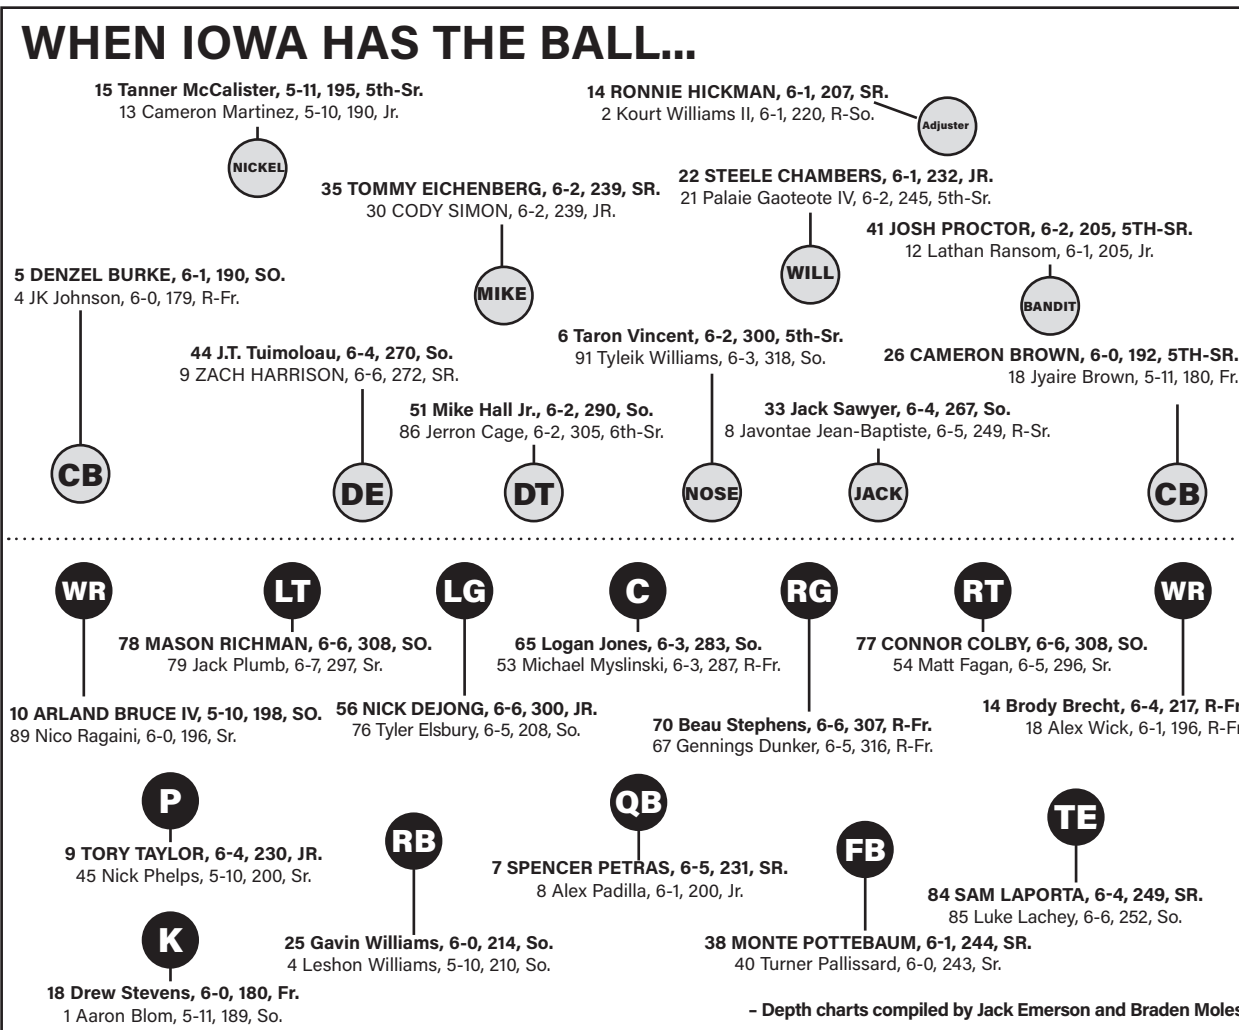 WHEN IOWA HAS THE BALL...
15 Tanner McCalister, 5-11, 195, 5th-Sr.
13 Cameron Martinez, 5-10, 190, Jr.
NICKEL
14 RONNIE HICKMAN, 6-1, 207, SR.
2 Kourt Williams II, 6-1, 220, R-So.
Adjuster
35 TOMMY EICHENBERG, 6-2, 239, SR.
30 CODY SIMON, 6-2, 239, JR.
MIKE
22 STEELE CHAMBERS, 6-1, 232, JR.
21 Palaie Gaoteote IV, 6-2, 245, 5th-Sr.
WILL
41 JOSH PROCTOR, 6-2, 205, 5TH-SR.
12 Lathan Ransom, 6-1, 205, Jr.
BANDIT
5 DENZEL BURKE, 6-1, 190, SO.
4 JK Johnson, 6-0, 179, R-Fr.
CB
44 J.T. Tuimoloau, 6-4, 270, So.
9 ZACH HARRISON, 6-6, 272, SR.
DE
51 Mike Hall Jr., 6-2, 290, So.
86 Jerron Cage, 6-2, 305, 6th-Sr.
DT
6 Taron Vincent, 6-2, 300, 5th-Sr.
91 Tyleik Williams, 6-3, 318, So.
NOSE
33 Jack Sawyer, 6-4, 267, So.
8 Javontae Jean-Baptiste, 6-5, 249, R-Sr.
JACK
26 CAMERON BROWN, 6-0, 192, 5TH-SR.
18 Jyaire Brown, 5-11, 180, Fr.
CB
WR
10 ARLAND BRUCE IV, 5-10, 198, SO.
89 Nico Ragaini, 6-0, 196, Sr.
LT
78 MASON RICHMAN, 6-6, 308, SO.
79 Jack Plumb, 6-7, 297, Sr.
LG
56 NICK DEJONG, 6-6, 300, JR.
76 Tyler Elsbury, 6-5, 208, So.
C
65 Logan Jones, 6-3, 283, So.
53 Michael Myslinski, 6-3, 287, R-Fr.
RG
70 Beau Stephens, 6-6, 307, R-Fr.
67 Gennings Dunker, 6-5, 316, R-Fr.
RT
77 CONNOR COLBY, 6-6, 308, SO.
54 Matt Fagan, 6-5, 296, Sr.
WR
14 Brody Brecht, 6-4, 217, R-Fr
18 Alex Wick, 6-1, 196, R-Fr
P
9 TORY TAYLOR, 6-4, 230, JR.
45 Nick Phelps, 5-10, 200, Sr.
K
18 Drew Stevens, 6-0, 180, Fr.
1 Aaron Blom, 5-11, 189, So.
RB
25 Gavin Williams, 6-0, 214, So.
4 Leshon Williams, 5-10, 210, So.
QB
7 SPENCER PETRAS, 6-5, 231, SR.
8 Alex Padilla, 6-1, 200, Jr.
FB
38 MONTE POTTEBAUM, 6-1, 244, SR.
40 Turner Pallissard, 6-0, 243, Sr.
TE
84 SAM LAPORTA, 6-4, 249, SR.
85 Luke Lachey, 6-6, 252, So.
– Depth charts compiled by Jack Emerson and Braden Moles